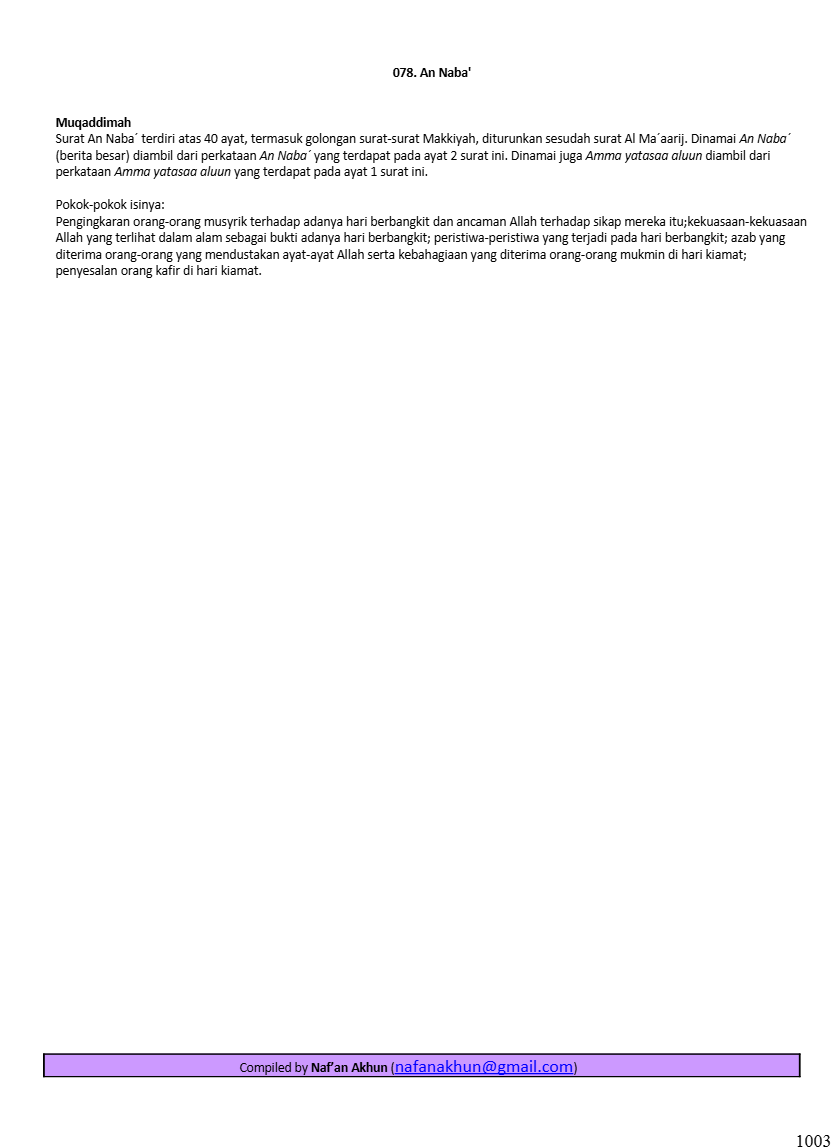 078. An Naba'
Muqaddimah
Surat An Naba´ terdiri atas 40 ayat, termasuk golongan surat-surat Makkiyah, diturunkan sesudah surat Al Ma´aarij. Dinamai An Naba´
(berita besar) diambil dari perkataan An Naba´ yang terdapat pada ayat 2 surat ini. Dinamai juga Amma yatasaa aluun diambil dari
perkataan Amma yatasaa aluun yang terdapat pada ayat 1 surat ini.
Pokok-pokok isinya:
Pengingkaran orang-orang musyrik terhadap adanya hari berbangkit dan ancaman Allah terhadap sikap mereka itu;kekuasaan-kekuasaan
Allah yang terlihat dalam alam sebagai bukti adanya hari berbangkit; peristiwa-peristiwa yang terjadi pada hari berbangkit; azab yang
diterima orang-orang yang mendustakan ayat-ayat Allah serta kebahagiaan yang diterima orang-orang mukmin di hari kiamat;
penyesalan orang kafir di hari kiamat.
Compiled by Naf’an Akhun (nafanakhun@gmail.com)
1003